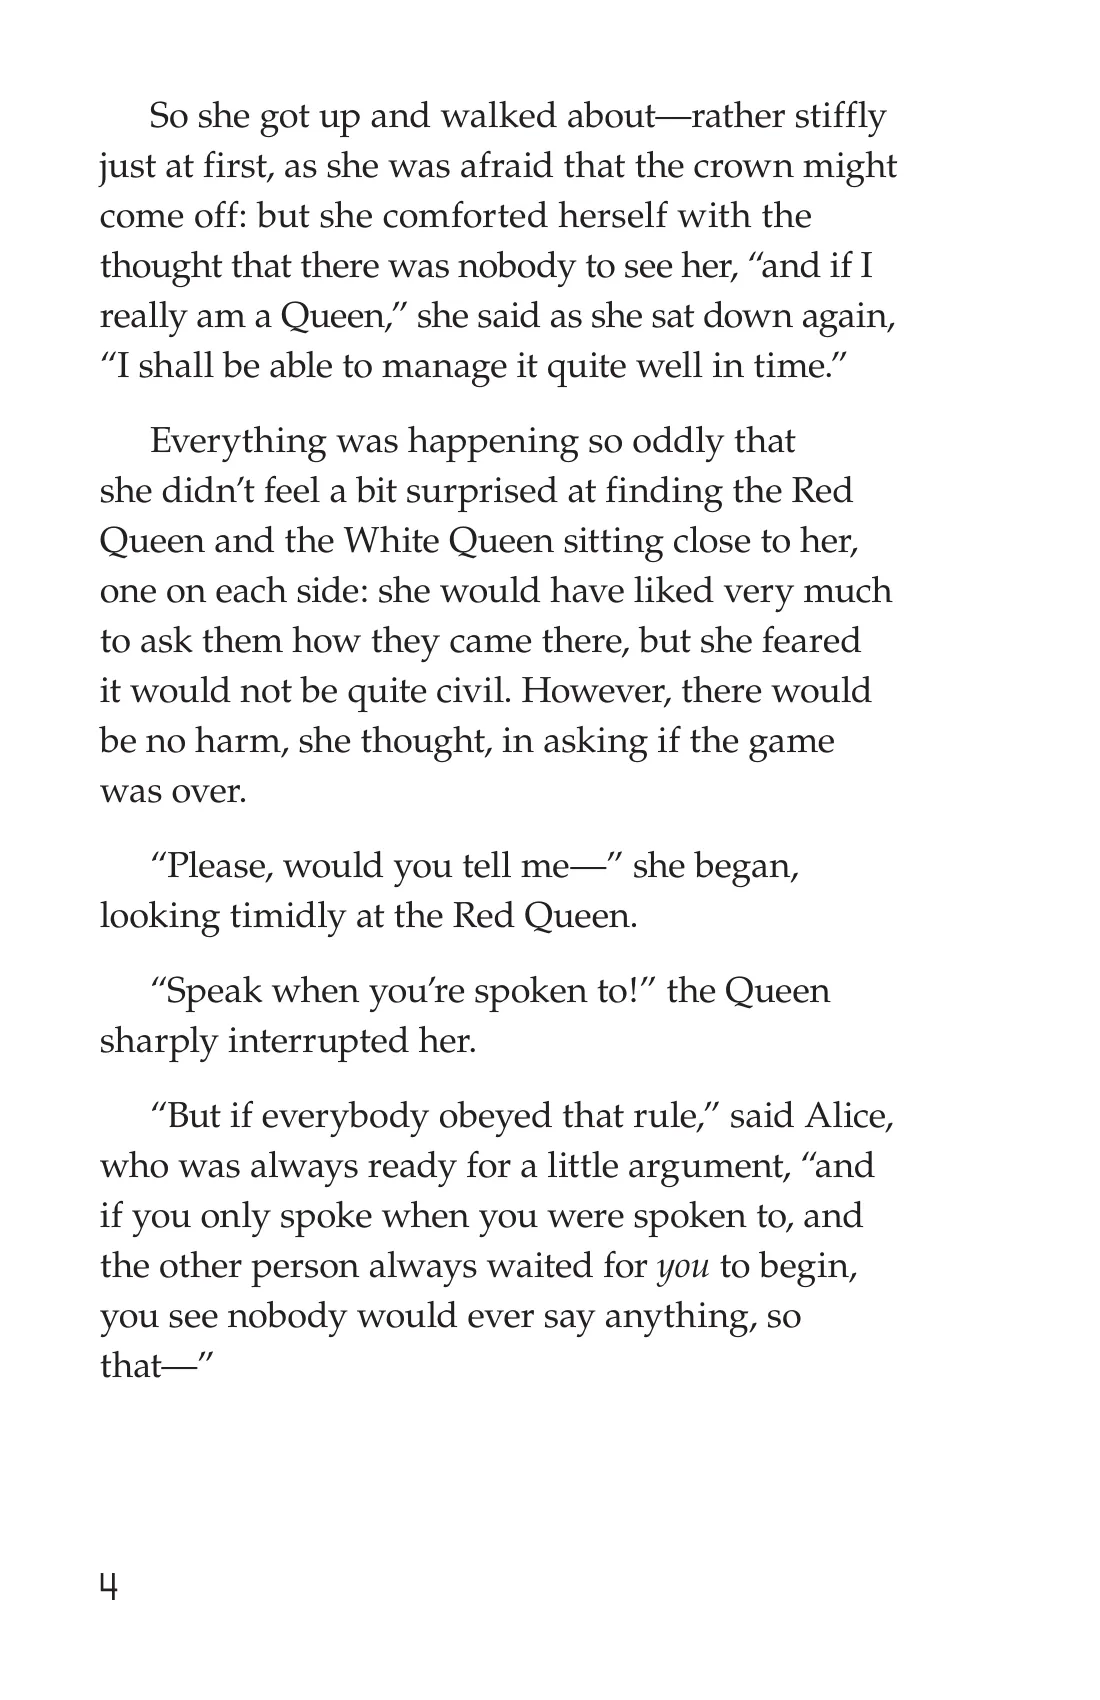 So she got up and walked about—rather stiffly
just at first, as she was afraid that the crown might
come off: but she comforted herself with the
thought that there was nobody to see her, “and if I
really am a Queen,” she said as she sat down again,
“I shall be able to manage it quite well in time.”
Everything was happening so oddly that
she didn’t feel a bit surprised at finding the Red
Queen and the White Queen sitting close to her,
one on each side: she would have liked very much
to ask them how they came there, but she feared
it would not be quite civil. However, there would
be no harm, she thought, in asking if the game
was over.
“Please, would you tell me—” she began,
looking timidly at the Red Queen.
“Speak when you’re spoken to!” the Queen
sharply interrupted her.
“But if everybody obeyed that rule,” said Alice,
who was always ready for a little argument, “and
if you only spoke when you were spoken to, and
the other person always waited for you to begin,
you see nobody would ever say anything, so
that—”
4